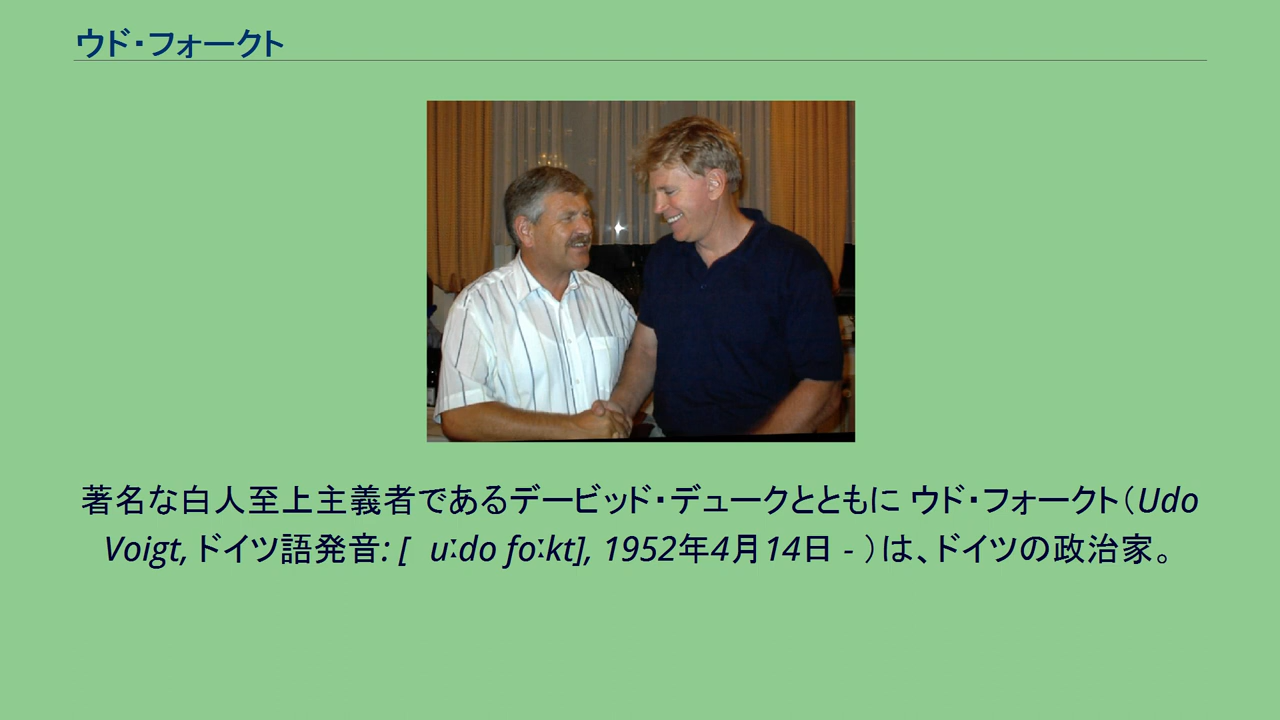 ウド・フォークト
著名な白人至上主義者であるデービッド・デュークとともに ウド・フォークト（Udo
Voigt, ドイツ語発音: [ uːdo foːkt], 1952年4月14日 - ）は、ドイツの政治家。